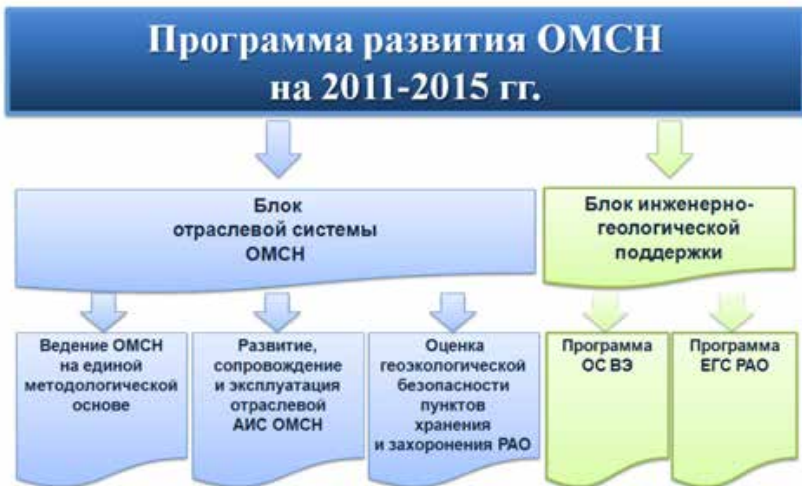 Программа развития ОМСН
на 2011-2015 гг.
Блок
отраслевой системы
ОМСН
Блок инженерно-
геологической
поддержки
Ведение ОМСН
на единой
методологической
основе
Развитие,
сопровождение
и эксплуатация
отраслевой
АИС ОМСН
Оценка
геоэкологической
безопасности
пунктов
хранения
и захоронения РАО
Программа
ОС ВЭ
Программа
ЕГС РАО